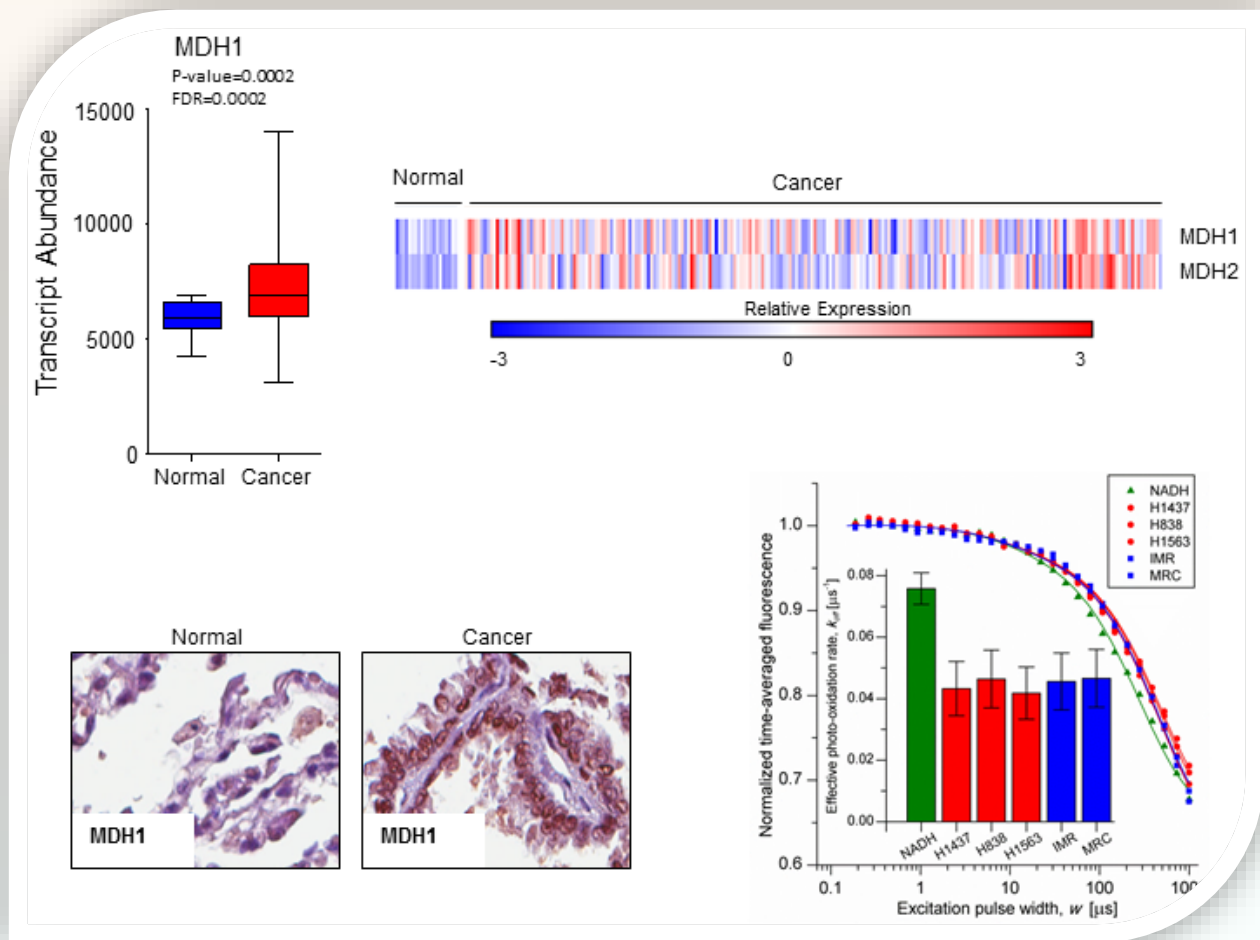 MDH1
P-value=0.0002
FDR=0.0002
Transcript Abundance
15000
10000
5000
0
Normal Cancer
Normal
Cancer
MDH1
MDH2
Relative Expression
-3 0 3
Normal
MDH1
Cancer
MDH1
Normalized time-averaged fluorescence
1.0
0.9
0.8
0.7
0.6
0.1 1 10 100 100
Excitation pulse width, w [µs]
NADH
H1437
H838
H1563
IMR
MRC
Effective photo-oxidation rate, k_eff [µs⁻¹]
0.08
0.06
0.04
0.02
0.00
NADH H1437 H838 H1563 IMR MRC